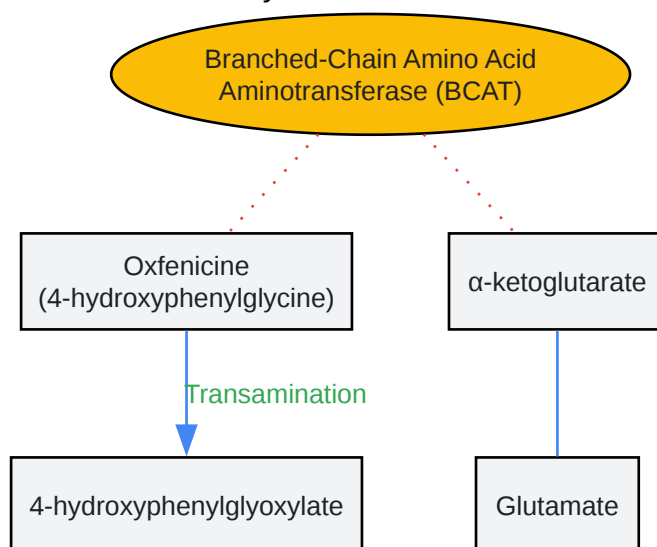 Branched-Chain Amino Acid
Aminotransferase (BCAT)
Oxfenicine
(4-hydroxyphenylglycine)
α-ketoglutarate
Transamination
4-hydroxyphenylglyoxylate
Glutamate